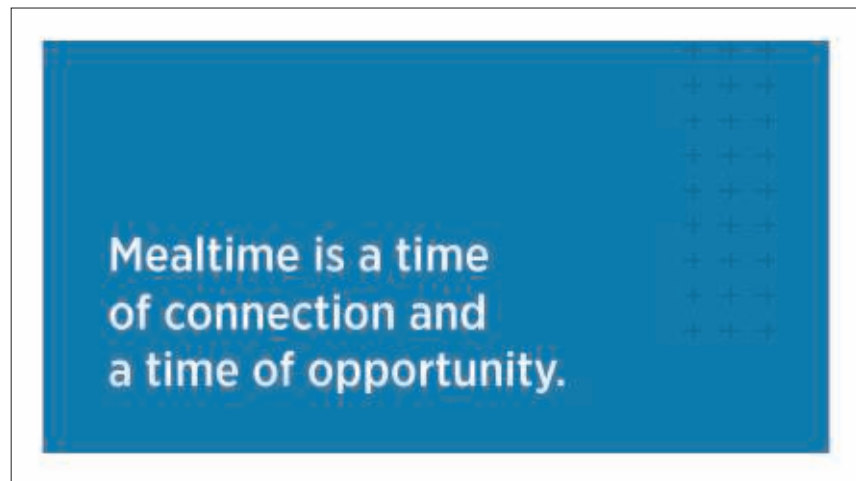 Mealtime is a time
of connection and
a time of opportunity.